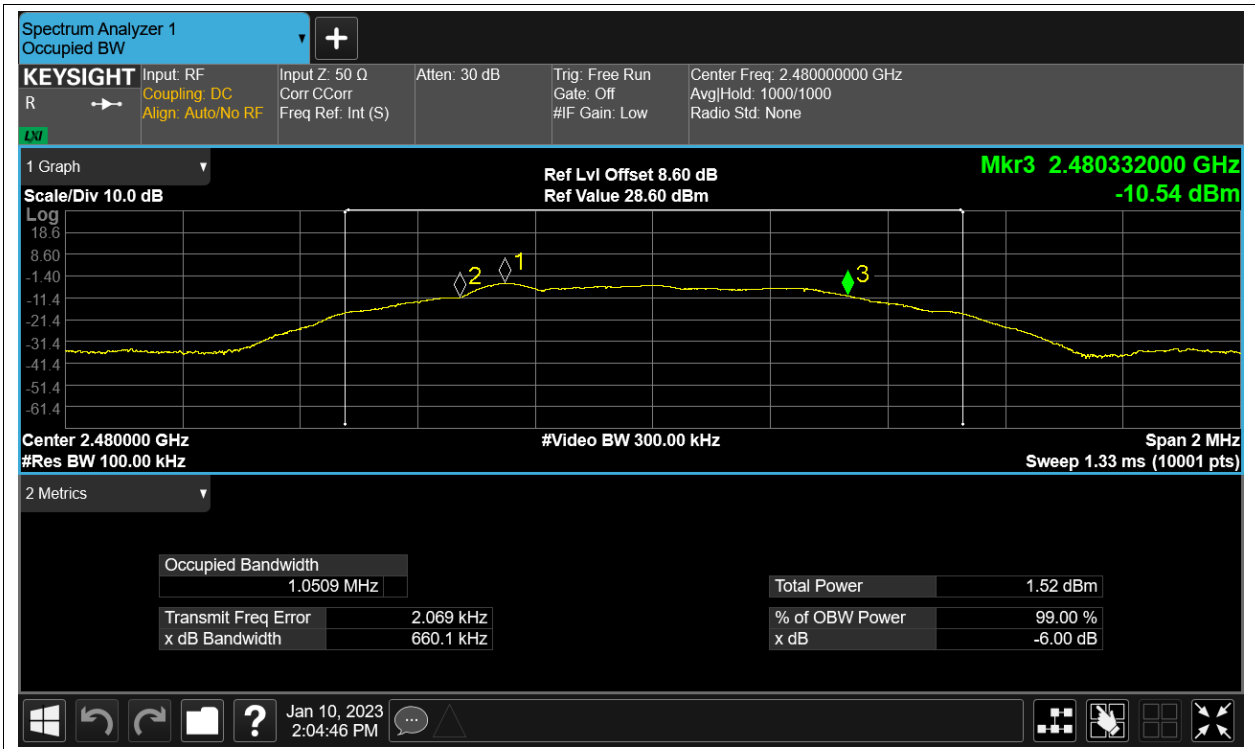 Spectrum Analyzer 1
Occupied BW
KEYSIGHT
R
LXI
Input: RF
Coupling: DC
Align: Auto/No RF
Input Z: 50 Ω
Corr CCorr
Freq Ref: Int (S)
Atten: 30 dB
Trig: Free Run
Gate: Off
#IF Gain: Low
Center Freq: 2.480000000 GHz
Avg|Hold: 1000/1000
Radio Std: None
1 Graph
Scale/Div 10.0 dB
Ref Lvl Offset 8.60 dB
Ref Value 28.60 dBm
Mkr3 2.480332000 GHz
-10.54 dBm
Log
18.6
8.60
-1.40
-11.4
-21.4
-31.4
-41.4
-51.4
-61.4
2
1
3
Center 2.480000 GHz
#Video BW 300.00 kHz
Span 2 MHz
#Res BW 100.00 kHz
Sweep 1.33 ms (10001 pts)
2 Metrics
Occupied Bandwidth
1.0509 MHz
Transmit Freq Error 2.069 kHz
x dB Bandwidth 660.1 kHz
Total Power 1.52 dBm
% of OBW Power 99.00 %
x dB -6.00 dB
?
Jan 10, 2023
2:04:46 PM